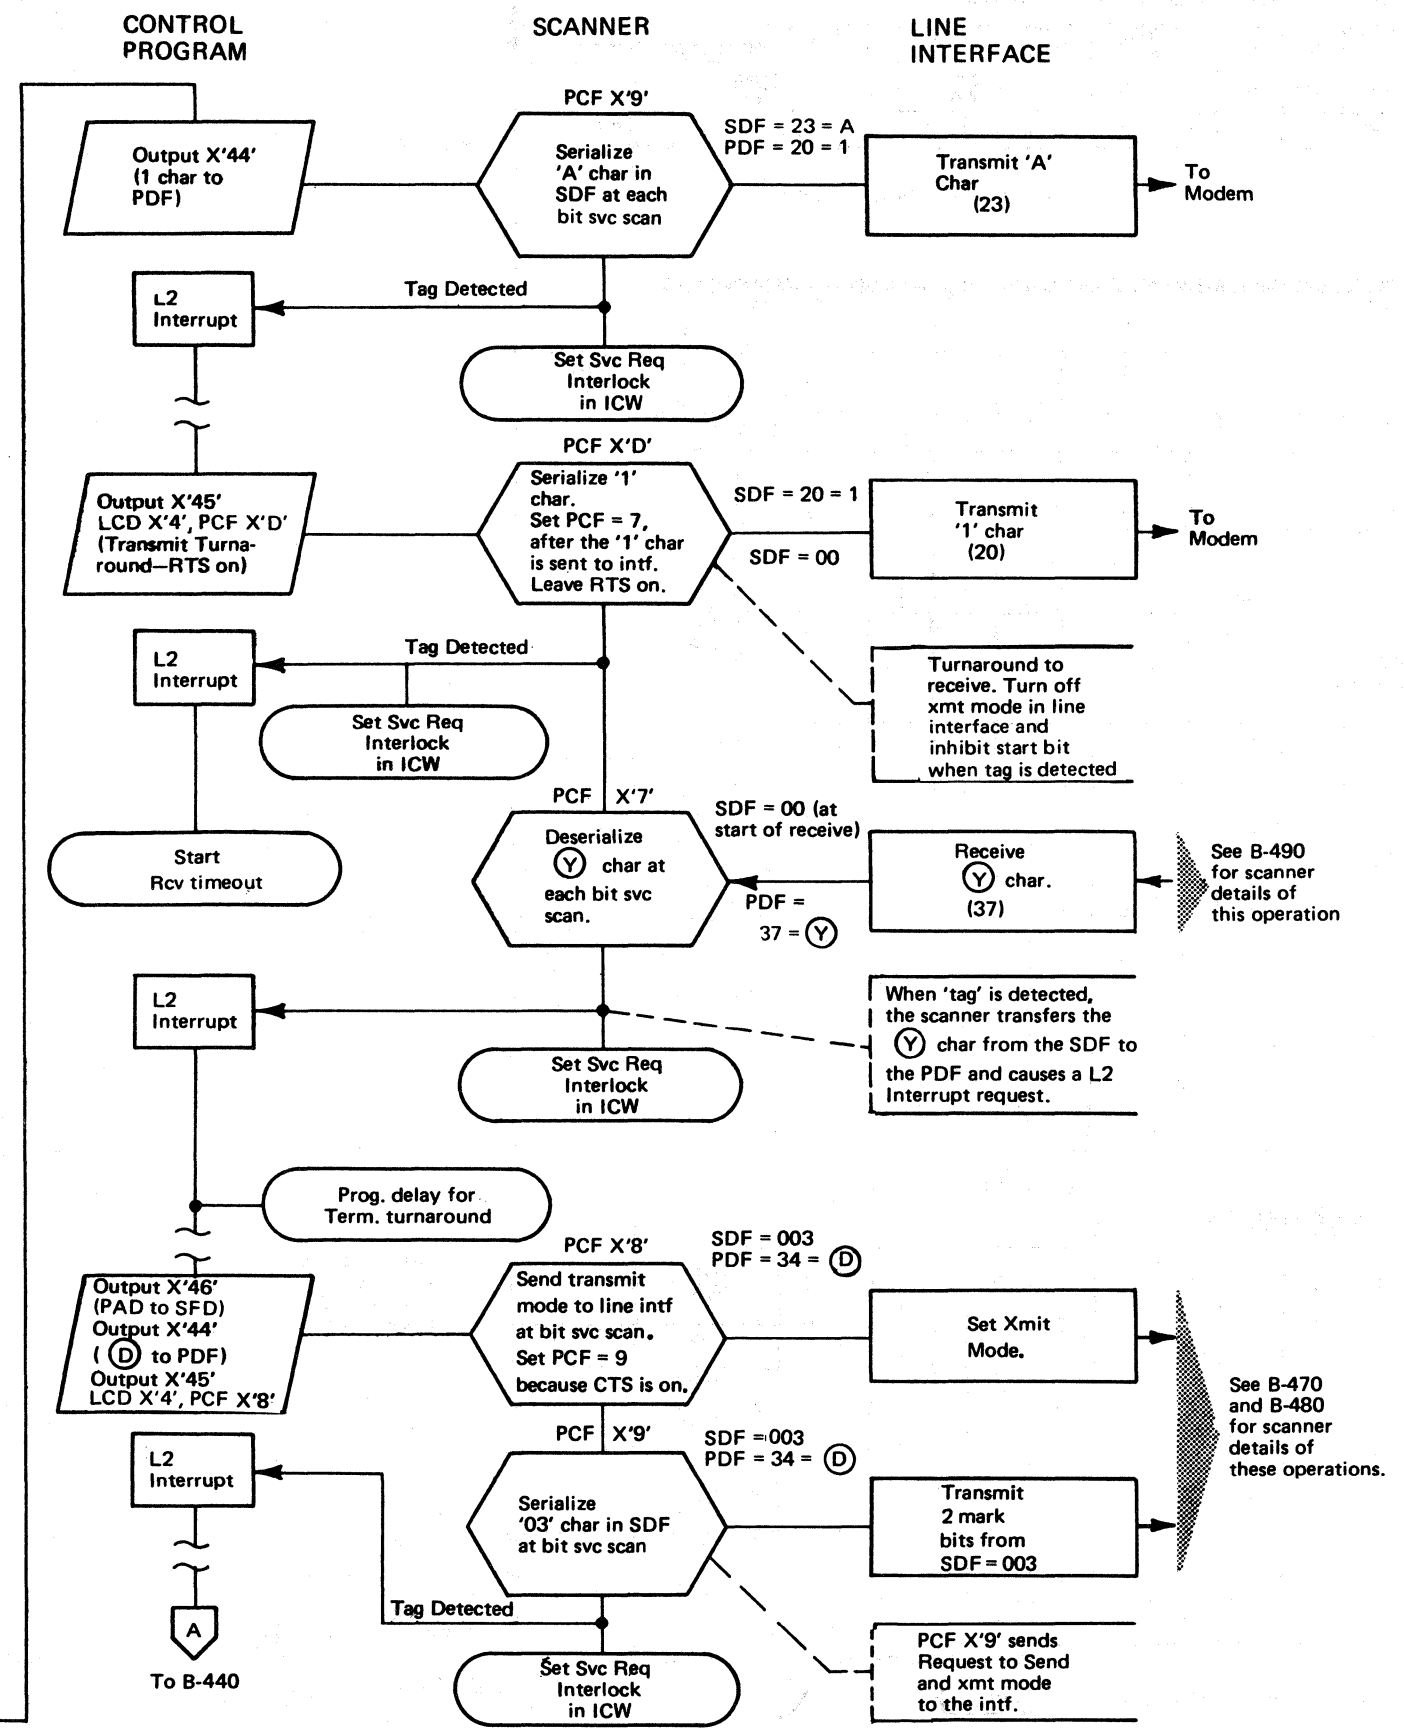 CONTROL
PROGRAM
SCANNER
LINE
INTERFACE
PCF X'9'
Output X'44'
(1 char to
PDF)
Serialize
'A' char in
SDF at each
bit svc scan
SDF = 23 = A
PDF = 20 = 1
Transmit 'A'
Char
(23)
To
Modem
L2
Interrupt
Tag Detected
Set Svc Req
Interlock
in ICW
PCF X'D'
Output X'45'
LCD X'4', PCF X'D'
(Transmit Turna-
round—RTS on)
Serialize '1'
char.
Set PCF = 7,
after the '1' char
is sent to intf.
Leave RTS on.
SDF = 20 = 1
SDF = 00
Transmit
'1' char
(20)
To
Modem
L2
Interrupt
Tag Detected
Set Svc Req
Interlock
in ICW
Turnaround to
receive. Turn off
xmt mode in line
interface and
inhibit start bit
when tag is detected
Start
Rcv timeout
PCF X'7'
Deserialize
Y char at
each bit svc
scan.
SDF = 00 (at
start of receive)
PDF =
37 = Y
Receive
Y char.
(37)
See B-490
for scanner
details of
this operation
L2
Interrupt
Set Svc Req
Interlock
in ICW
When 'tag' is detected,
the scanner transfers the
Y char from the SDF to
the PDF and causes a L2
Interrupt request.
Prog. delay for
Term. turnaround
PCF X'8'
Output X'46'
(PAD to SFD)
Output X'44'
( D to PDF)
Output X'45'
LCD X'4', PCF X'8'
Send transmit
mode to line intf
at bit svc scan.
Set PCF = 9
because CTS is on.
SDF = 003
PDF = 34 = D
Set Xmit
Mode.
See B-470
and B-480
for scanner
details of
these operations.
L2
Interrupt
PCF X'9'
Serialize
'03' char in SDF
at bit svc scan
SDF = 003
PDF = 34 = D
Transmit
2 mark
bits from
SDF = 003
A
To B-440
Tag Detected
Set Svc Req
Interlock
in ICW
PCF X'9' sends
Request to Send
and xmt mode
to the intf.